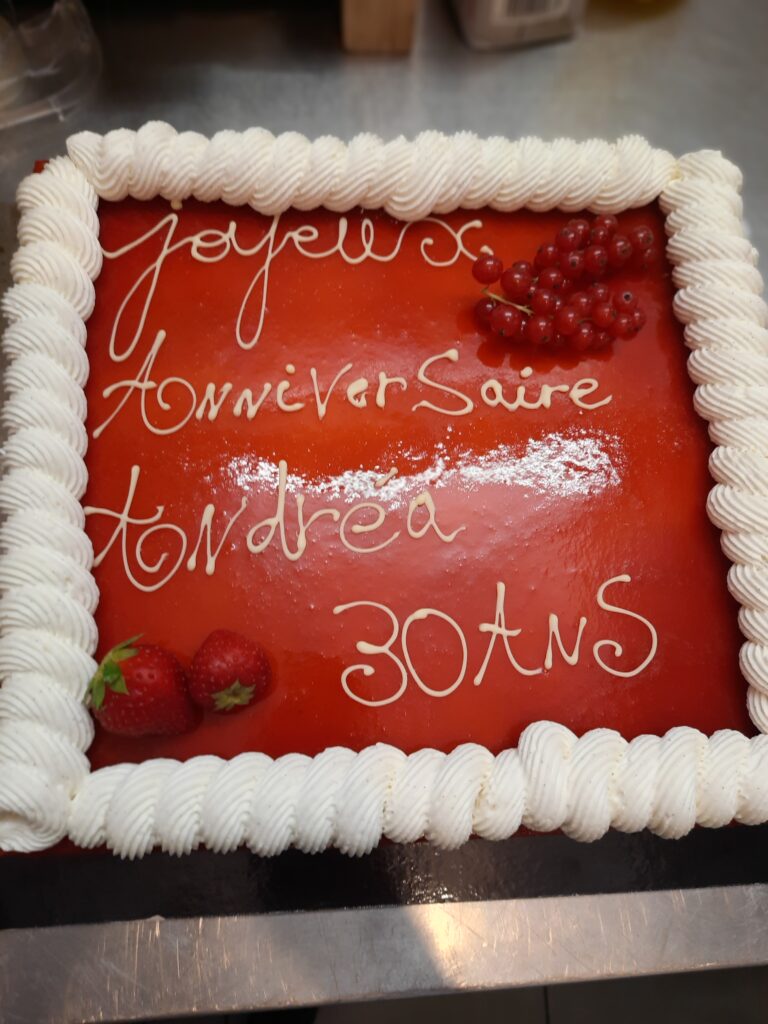 joyeux
AnniverSaire
Andréa
30 ANS